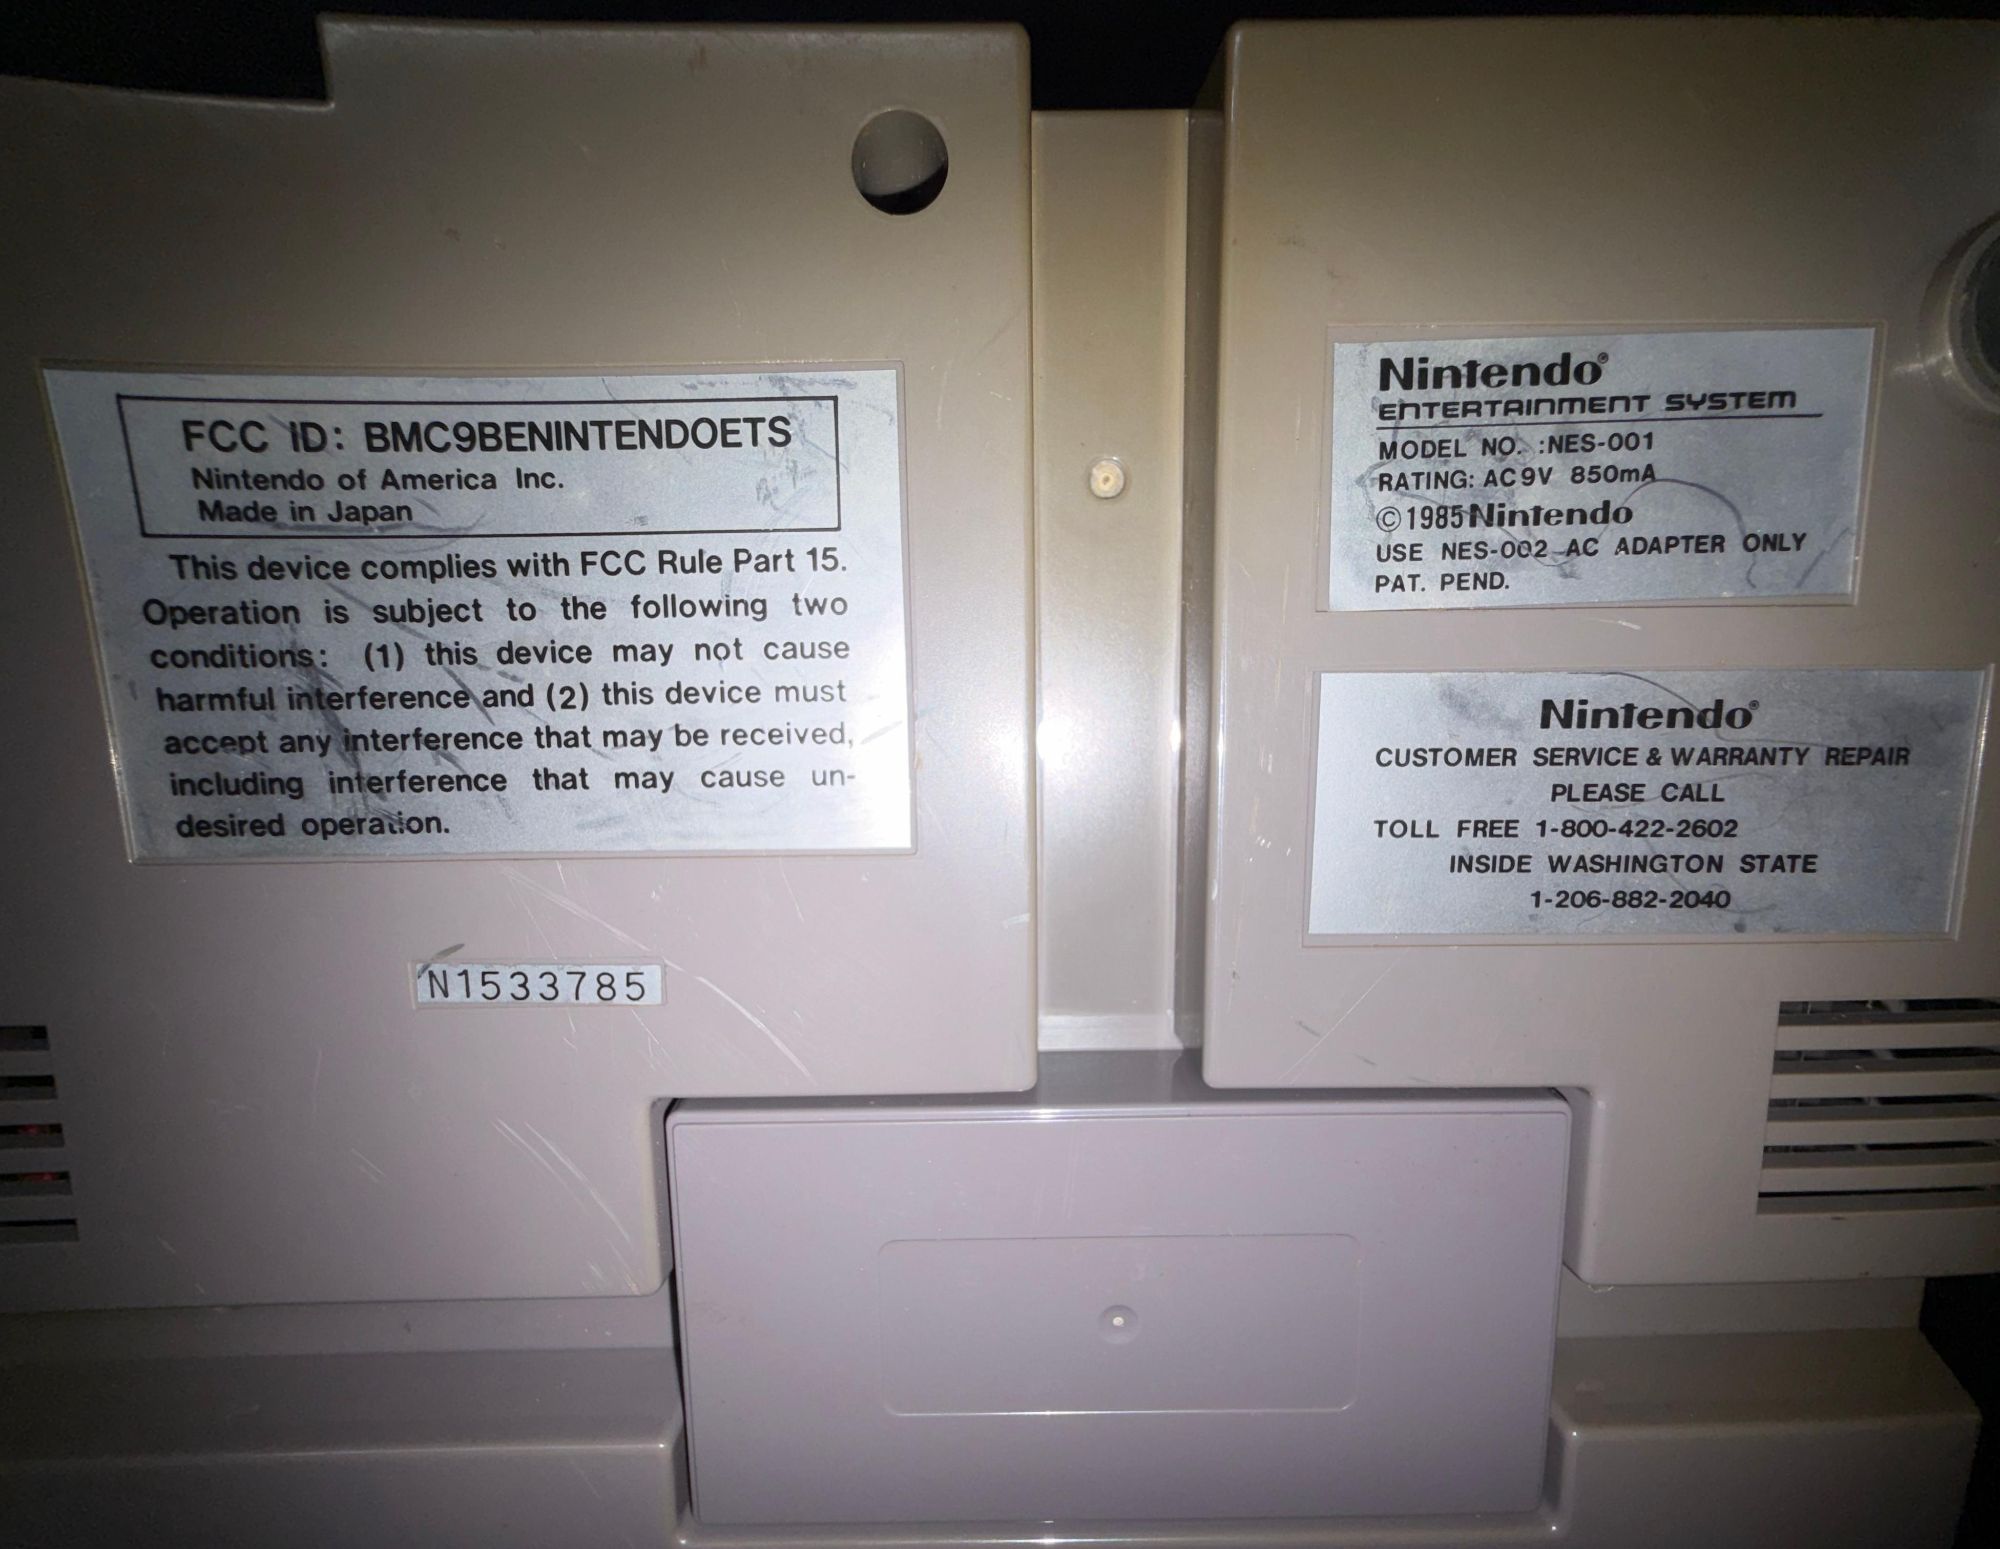 FCC ID: BMC9BENINTENDOETS
Nintendo of America Inc.
Made in Japan
This device complies with FCC Rule Part 15.
Operation is subject to the following two
conditions: (1) this device may not cause
harmful interference and (2) this device must
accept any interference that may be received,
including interference that may cause un-
desired operation.
N1533785
Nintendo®
ENTERTAINMENT SYSTEM
MODEL NO. :NES-001
RATING: AC 9V 850mA
©1985 Nintendo
USE NES-002 AC ADAPTER ONLY
PAT. PEND.
Nintendo®
CUSTOMER SERVICE & WARRANTY REPAIR
PLEASE CALL
TOLL FREE 1-800-422-2602
INSIDE WASHINGTON STATE
1-206-882-2040